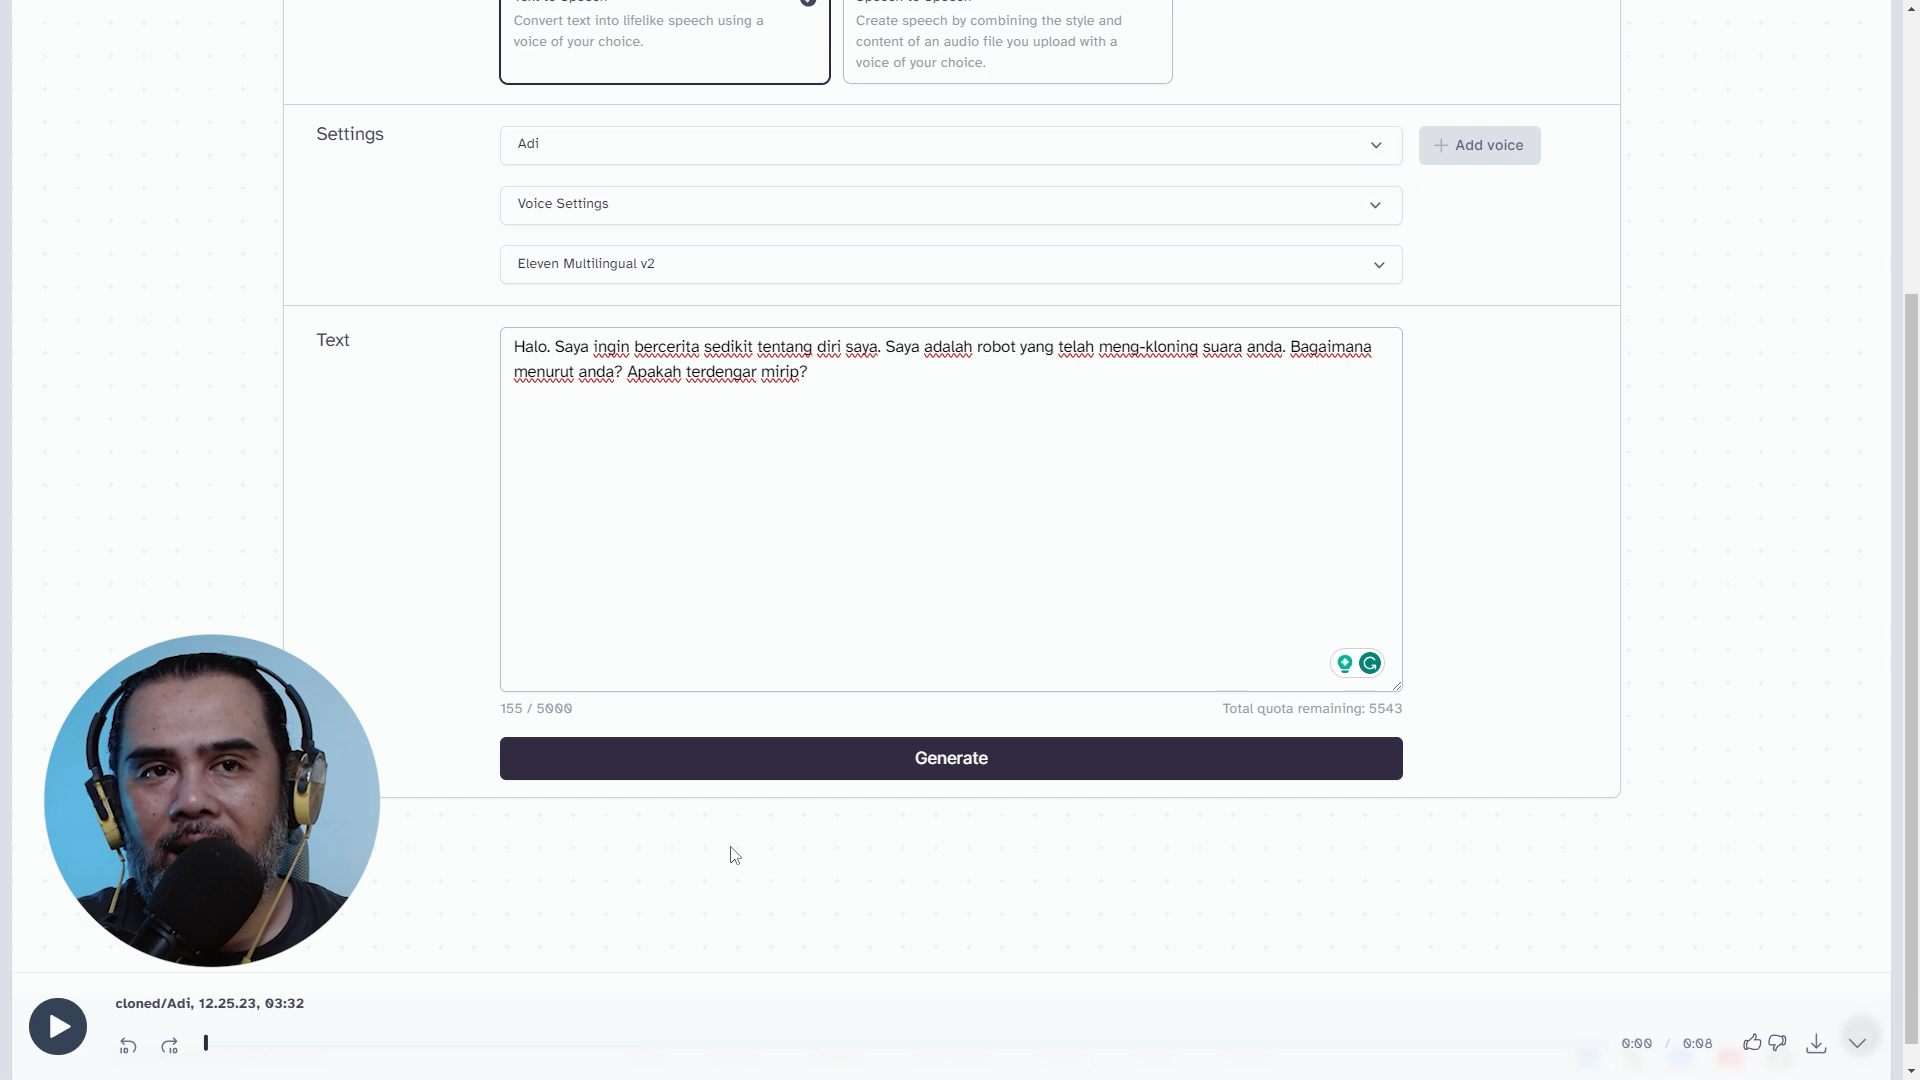 Convert text into lifelike speech using a
voice of your choice.
Create speech by combining the style and
content of an audio file you upload with a
voice of your choice.
Settings
Adi
Add voice
Voice Settings
Eleven Multilingual v2
Text
Halo. Saya ingin bercerita sedikit tentang diri saya. Saya adalah robot yang telah meng-kloning suara anda. Bagaimana
menurut anda? Apakah terdengar mirip?
155 / 5000
Total quota remaining: 5543
Generate
cloned/Adi, 12.25.23, 03:32
10
10
0:00 / 0:08